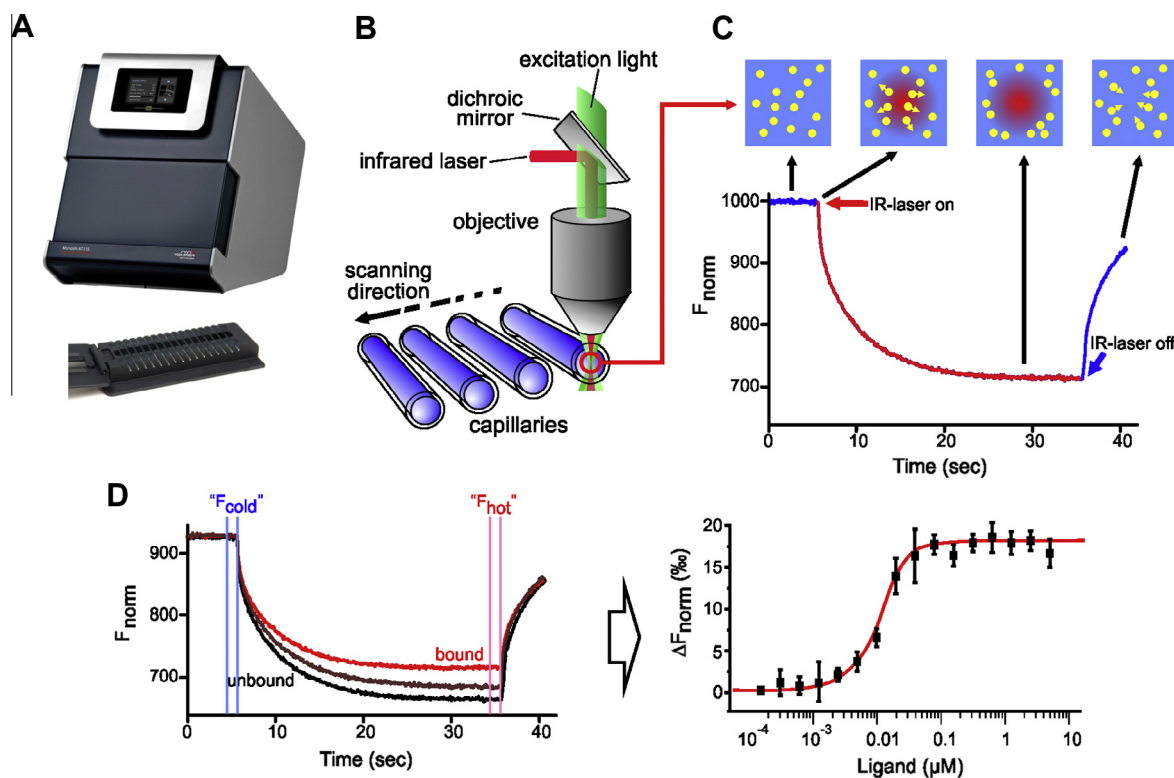 A
B
C
excitation light
dichroic
mirror
infrared laser
objective
scanning
direction
capillaries
1000
900
800
700
F norm
IR-laser on
IR-laser off
0
10
20
30
40
Time (sec)
D
"Fcold"
"Fhot"
900
800
700
Fnorm
bound
unbound
0
10
20
30
40
Time (sec)
20
15
10
5
0
ΔFnorm (‰)
10-4
10-3
0.01
0.1
1
10
Ligand (µM)